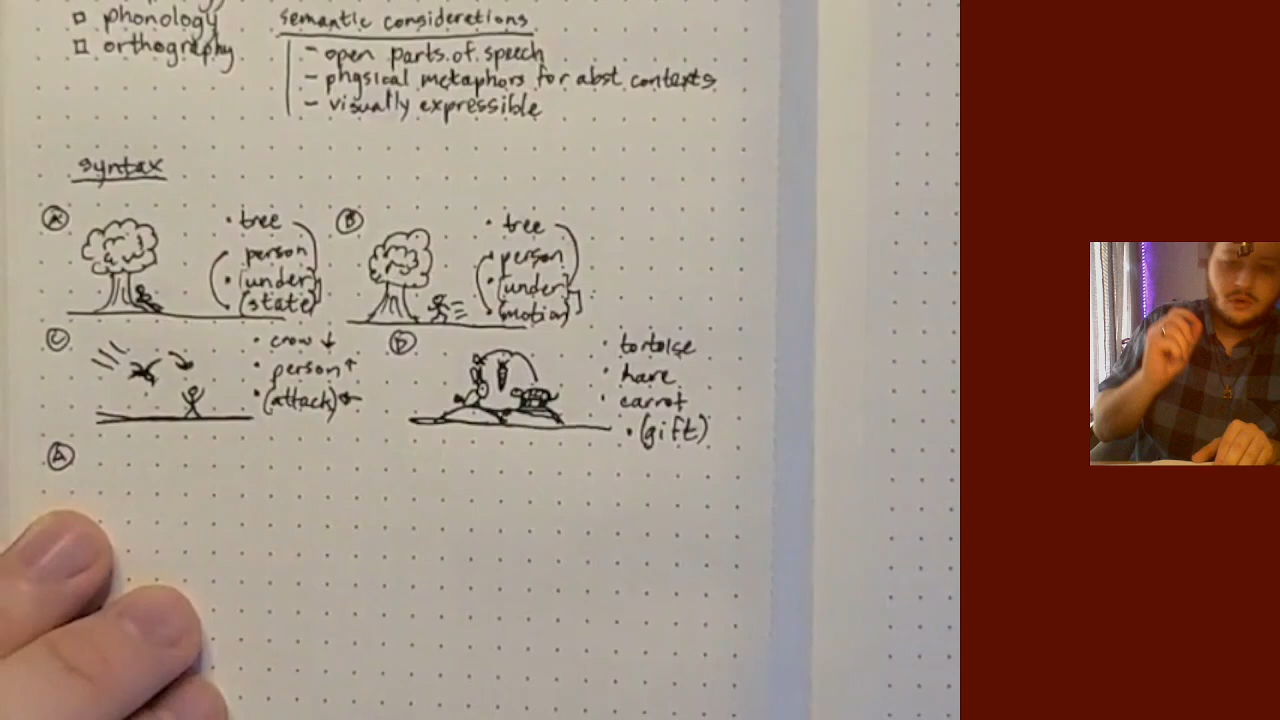 □ phonology
□ orthography
semantic considerations
- open parts of speech
- physical metaphors for abst contexts
- visually expressible
syntax
Ⓐ
• tree
person
• (under)
(state)
Ⓑ
• tree
person
• (under)
• (motion)
Ⓒ
• crow ↓
• person ↑
• (attack)
Ⓓ
• tortoise
• hare
• carrot
• (gift)
Ⓐ